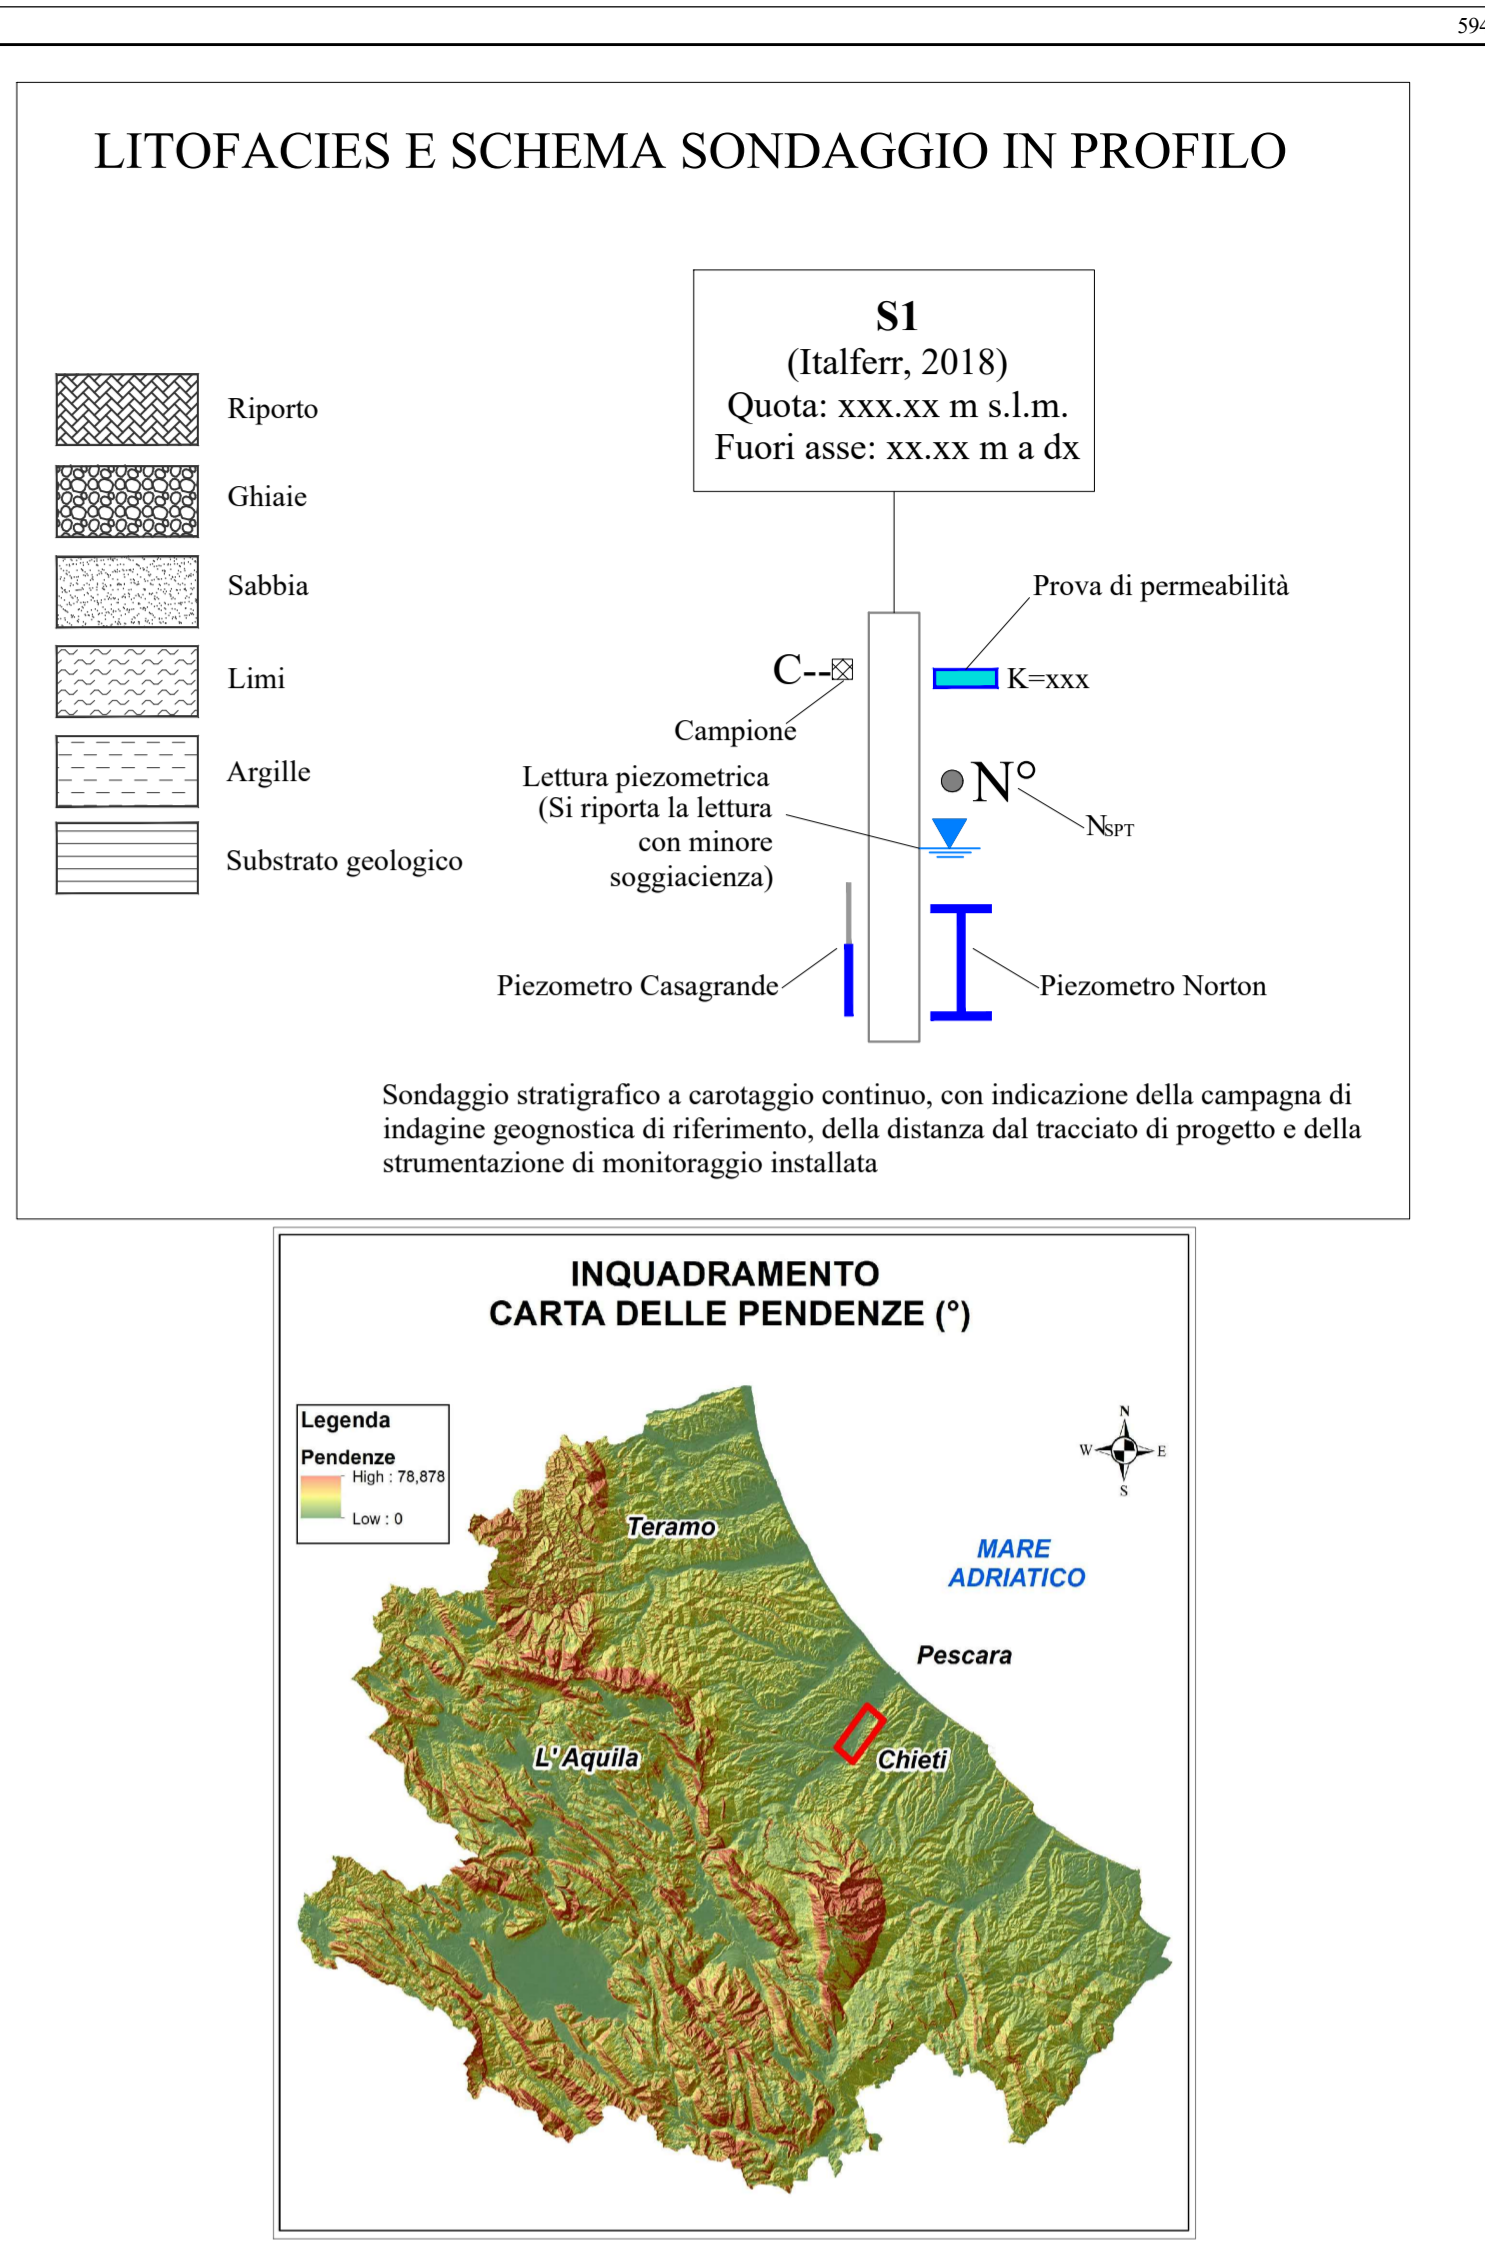 594
LITOFACIES E SCHEMA SONDAGGIO IN PROFILO
S1
(Italferr, 2018)
Quota: xxx.xx m s.l.m.
Fuori asse: xx.xx m a dx
Riporto
Ghiaie
Sabbia
Limi
Argille
Substrato geologico
Prova di permeabilità
C--
K=xxx
Campione
Lettura piezometrica
(Si riporta la lettura
con minore
soggiacienza)
N°
NSPT
Piezometro Casagrande
Piezometro Norton
Sondaggio stratigrafico a carotaggio continuo, con indicazione della campagna di
indagine geognostica di riferimento, della distanza dal tracciato di progetto e della
strumentazione di monitoraggio installata
INQUADRAMENTO
CARTA DELLE PENDENZE (°)
Legenda
Pendenze
High : 78,878
Low : 0
N
W E
S
Teramo
MARE
ADRIATICO
Pescara
L' Aquila
Chieti